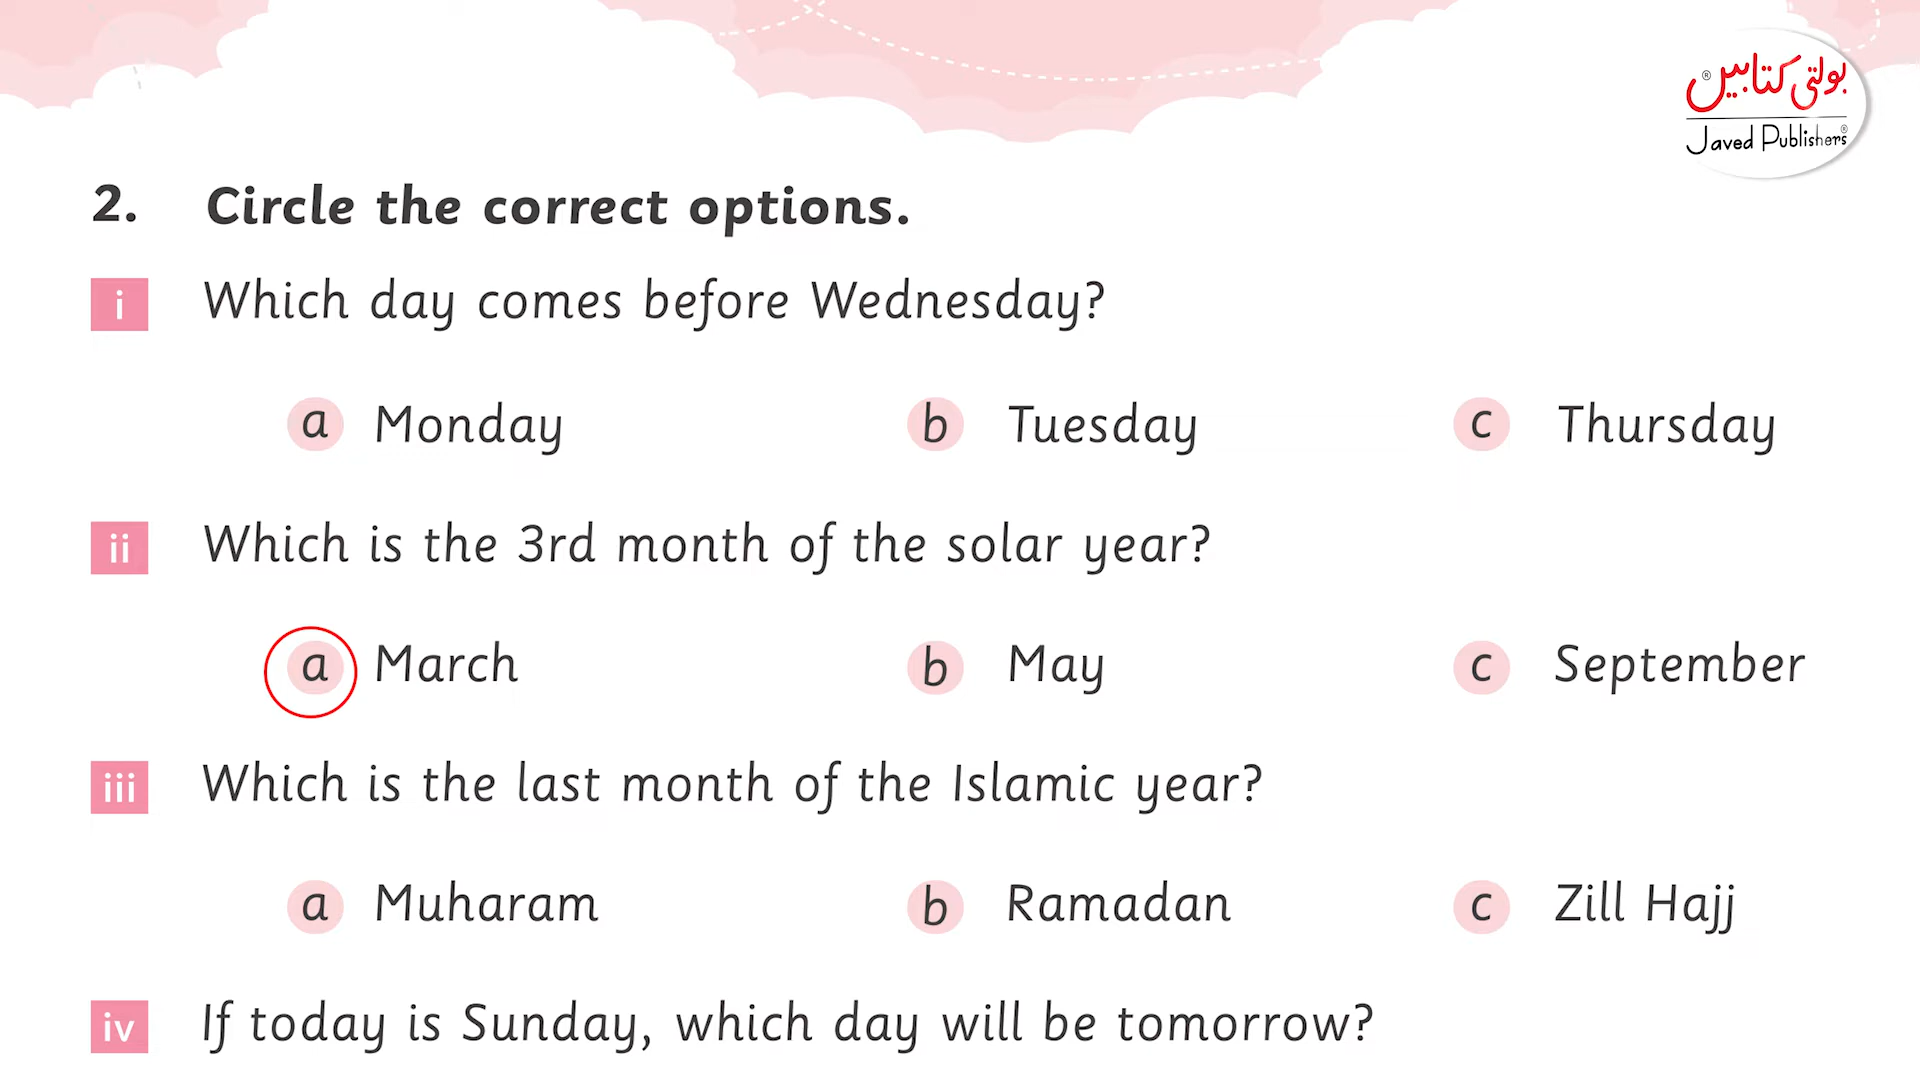 بولتی کتابیں®
Javed Publishers®
2. Circle the correct options.
i Which day comes before Wednesday?
a Monday b Tuesday c Thursday
ii Which is the 3rd month of the solar year?
a March b May c September
iii Which is the last month of the Islamic year?
a Muharam b Ramadan c Zill Hajj
iv If today is Sunday, which day will be tomorrow?